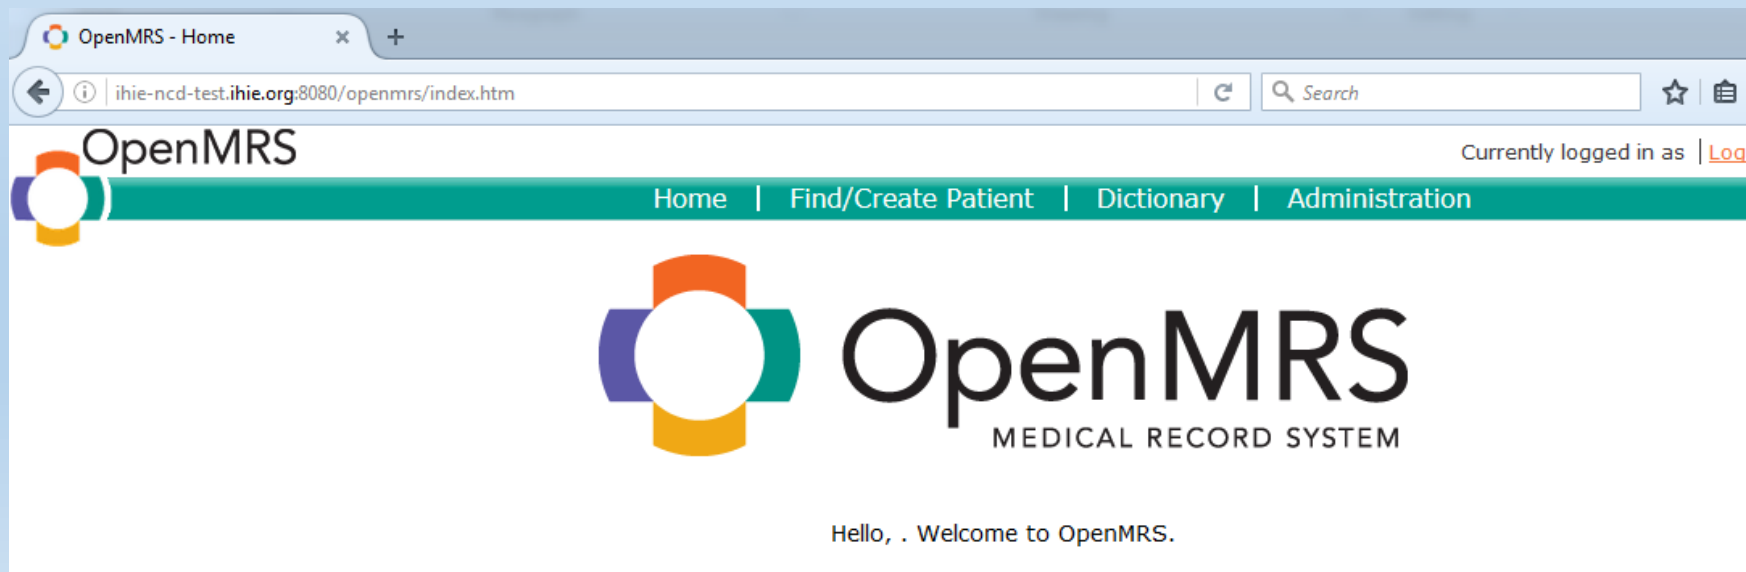 OpenMRS - Home
ihie-ncd-test.ihie.org:8080/openmrs/index.htm
Search
OpenMRS
Currently logged in as | Log
Home | Find/Create Patient | Dictionary | Administration
OpenMRS
MEDICAL RECORD SYSTEM
Hello, . Welcome to OpenMRS.